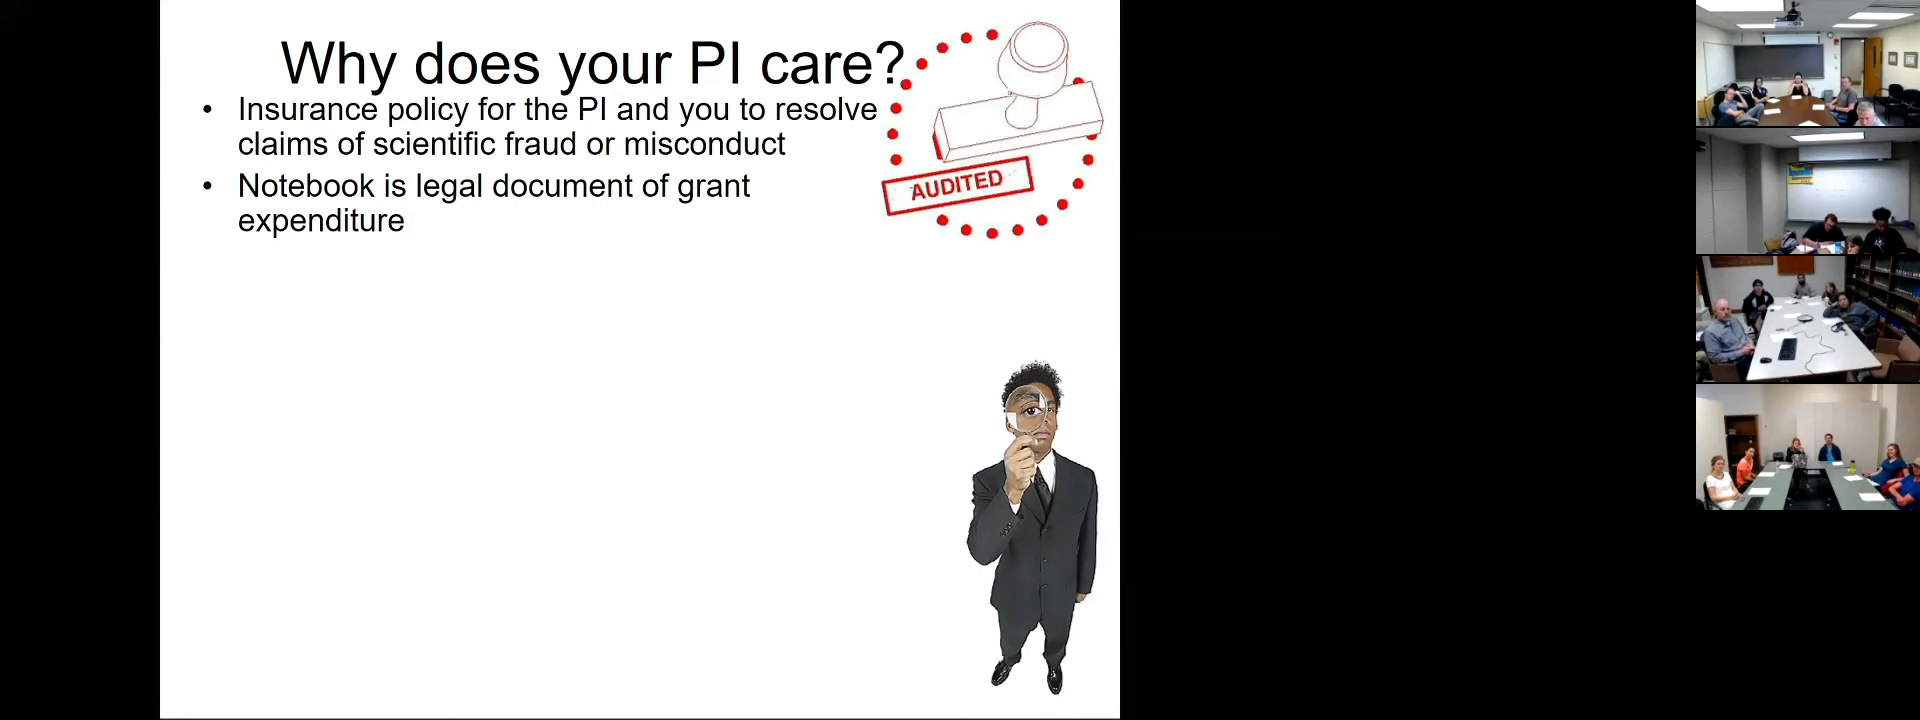 Why does your PI care?
• Insurance policy for the PI and you to resolve
claims of scientific fraud or misconduct
• Notebook is legal document of grant
expenditure
AUDITED